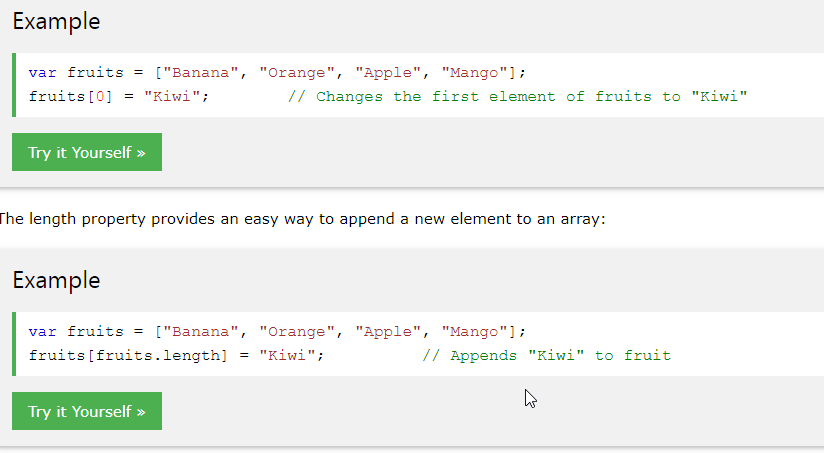 Example
var fruits = ["Banana", "Orange", "Apple", "Mango"];
fruits[0] = "Kiwi";        // Changes the first element of fruits to "Kiwi"
Try it Yourself »
The length property provides an easy way to append a new element to an array:
Example
var fruits = ["Banana", "Orange", "Apple", "Mango"];
fruits[fruits.length] = "Kiwi";          // Appends "Kiwi" to fruit
Try it Yourself »